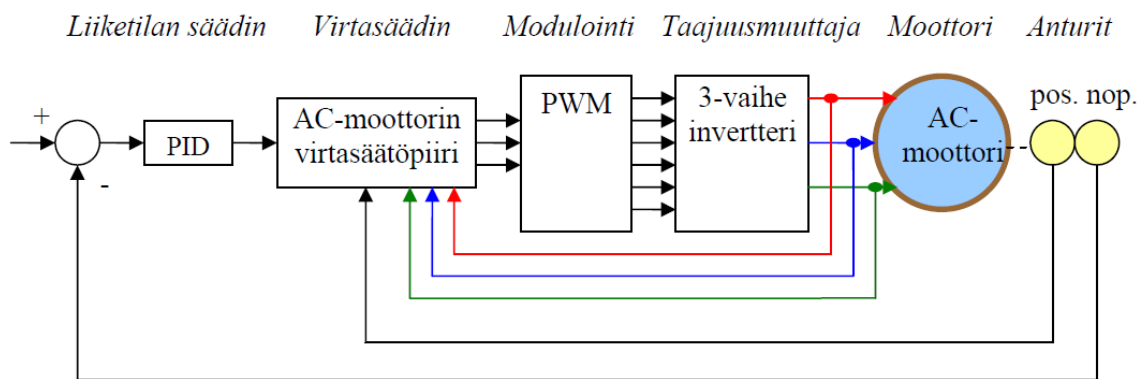 Liiketilan säädin Virtasäädin Modulointi Taajuusmuuttaja Moottori Anturit
+
-
PID
AC-moottorin
virtasäätöpiiri
PWM
3-vaihe
invertteri
AC-
moottori
pos. nop.